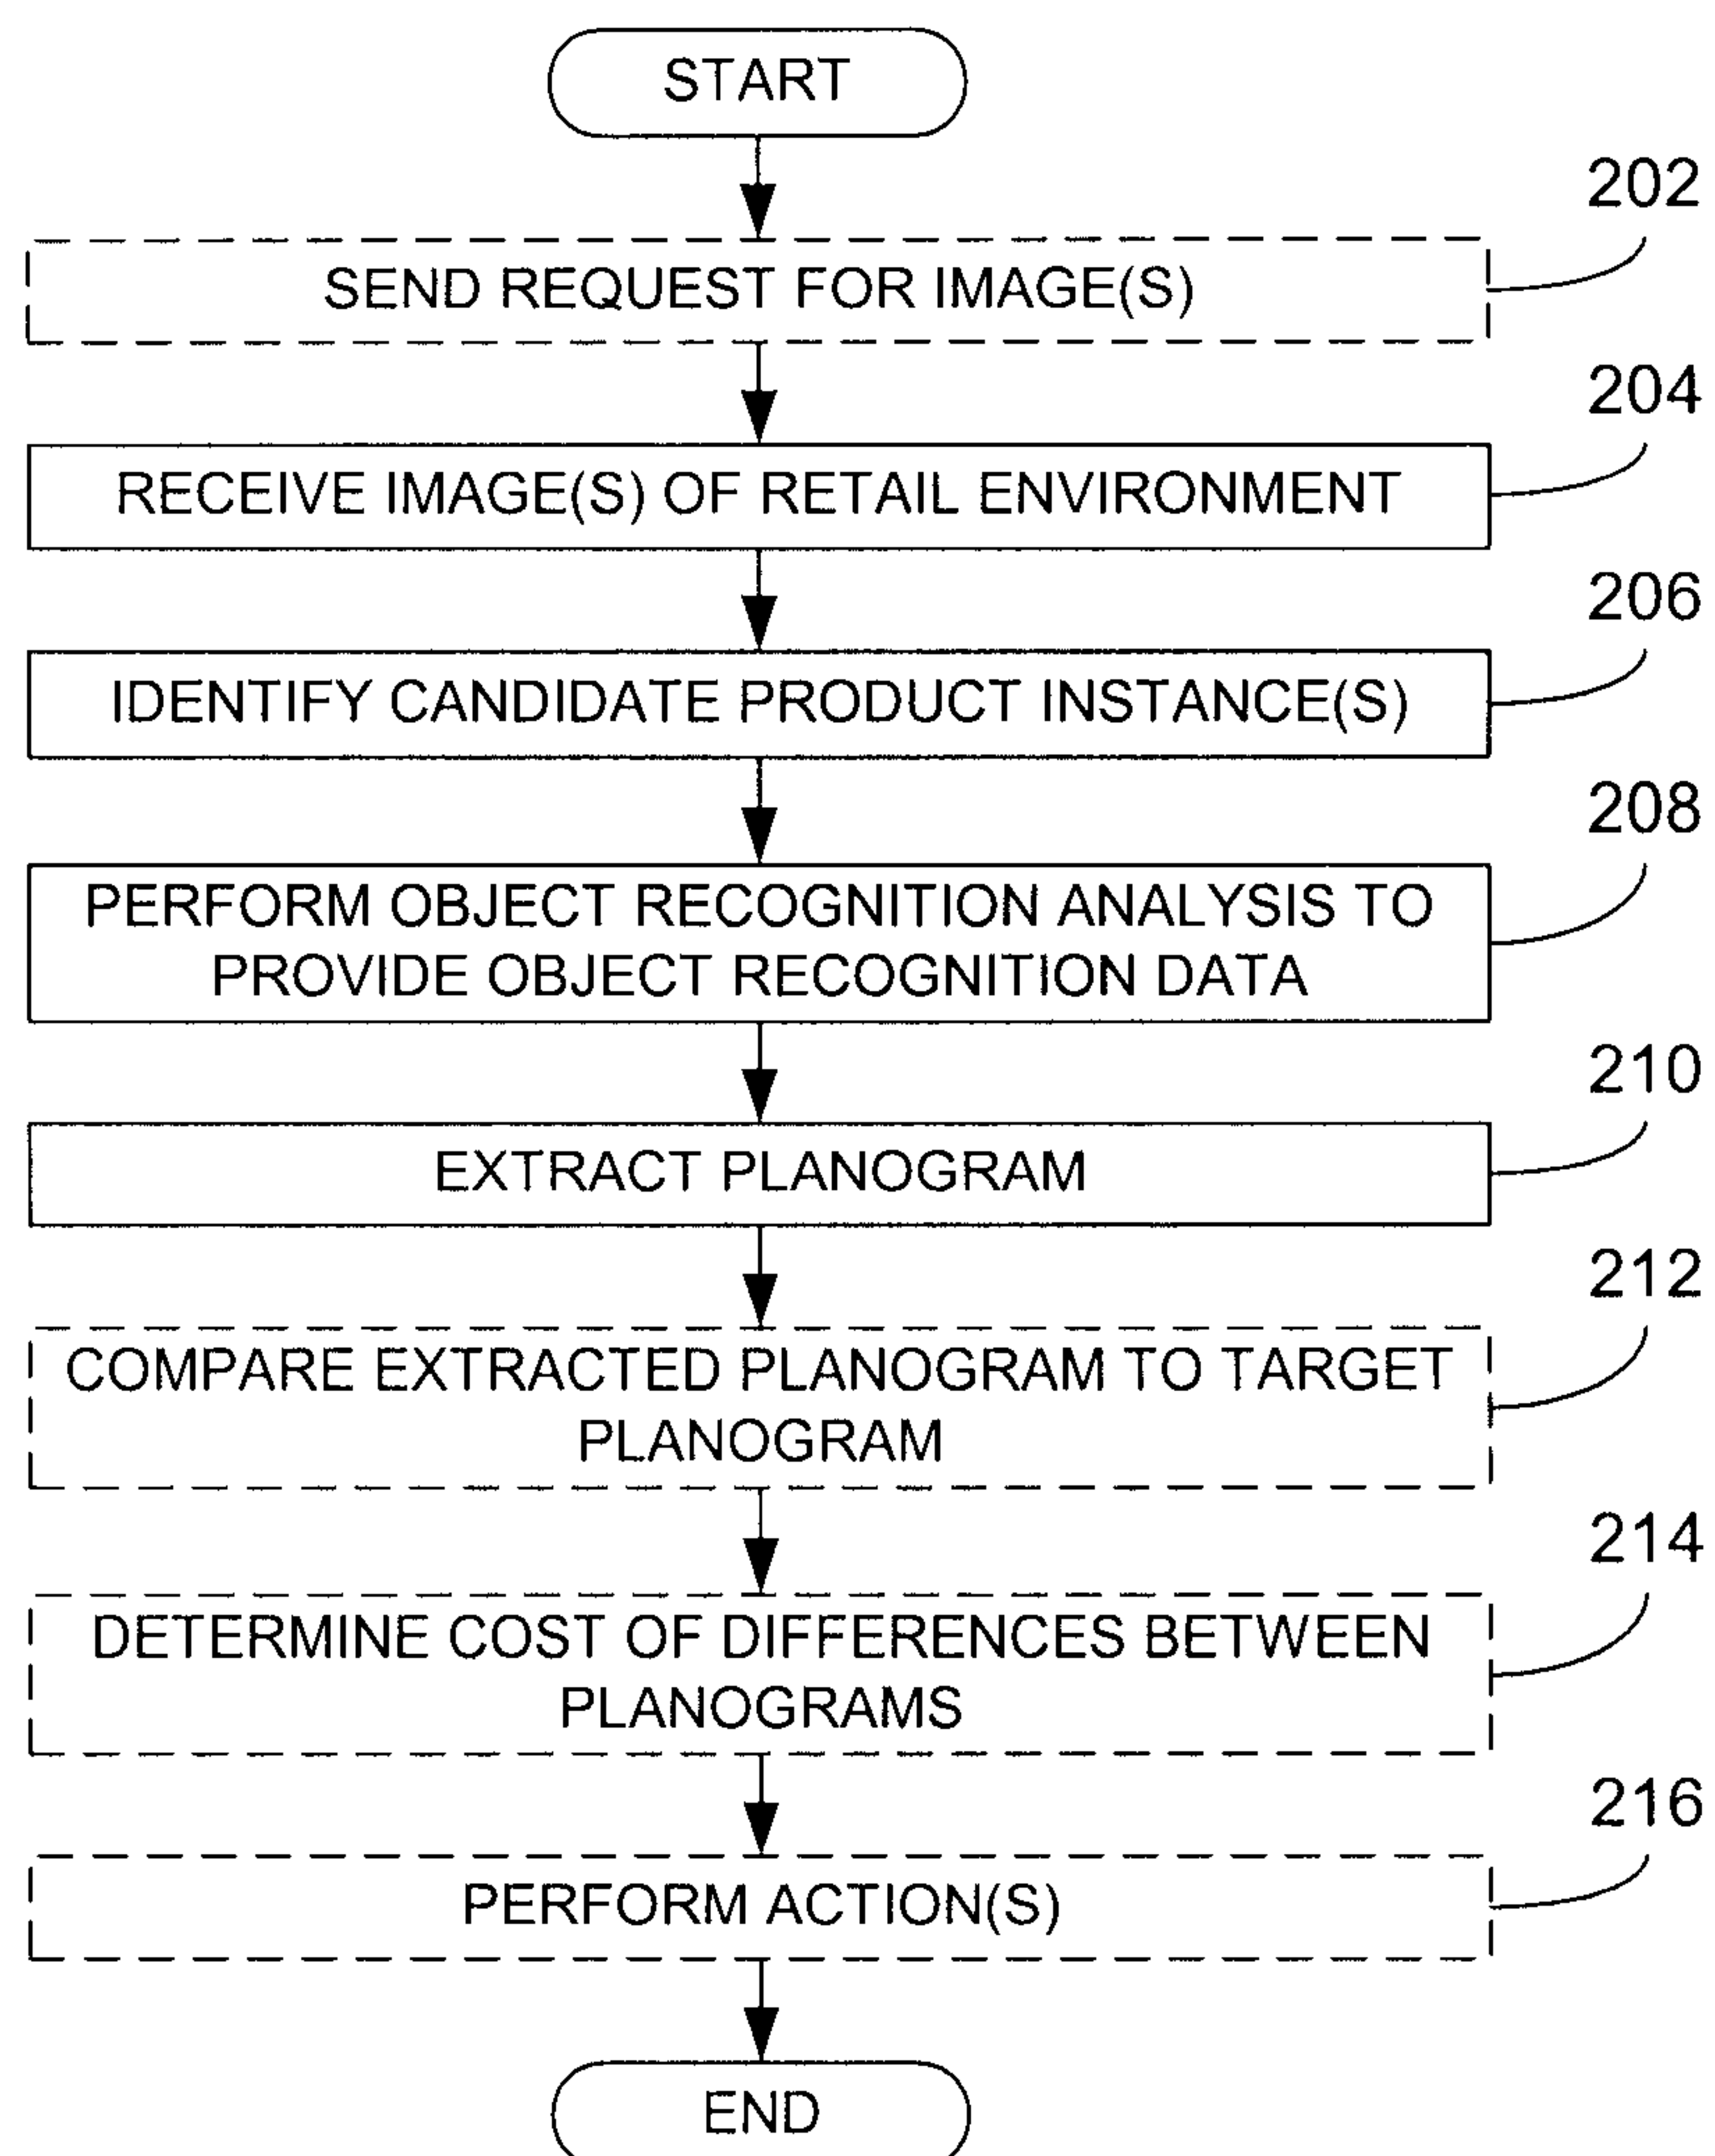 START
202
SEND REQUEST FOR IMAGE(S)
204
RECEIVE IMAGE(S) OF RETAIL ENVIRONMENT
206
IDENTIFY CANDIDATE PRODUCT INSTANCE(S)
208
PERFORM OBJECT RECOGNITION ANALYSIS TO
PROVIDE OBJECT RECOGNITION DATA
210
EXTRACT PLANOGRAM
212
COMPARE EXTRACTED PLANOGRAM TO TARGET
PLANOGRAM
214
DETERMINE COST OF DIFFERENCES BETWEEN
PLANOGRAMS
216
PERFORM ACTION(S)
END